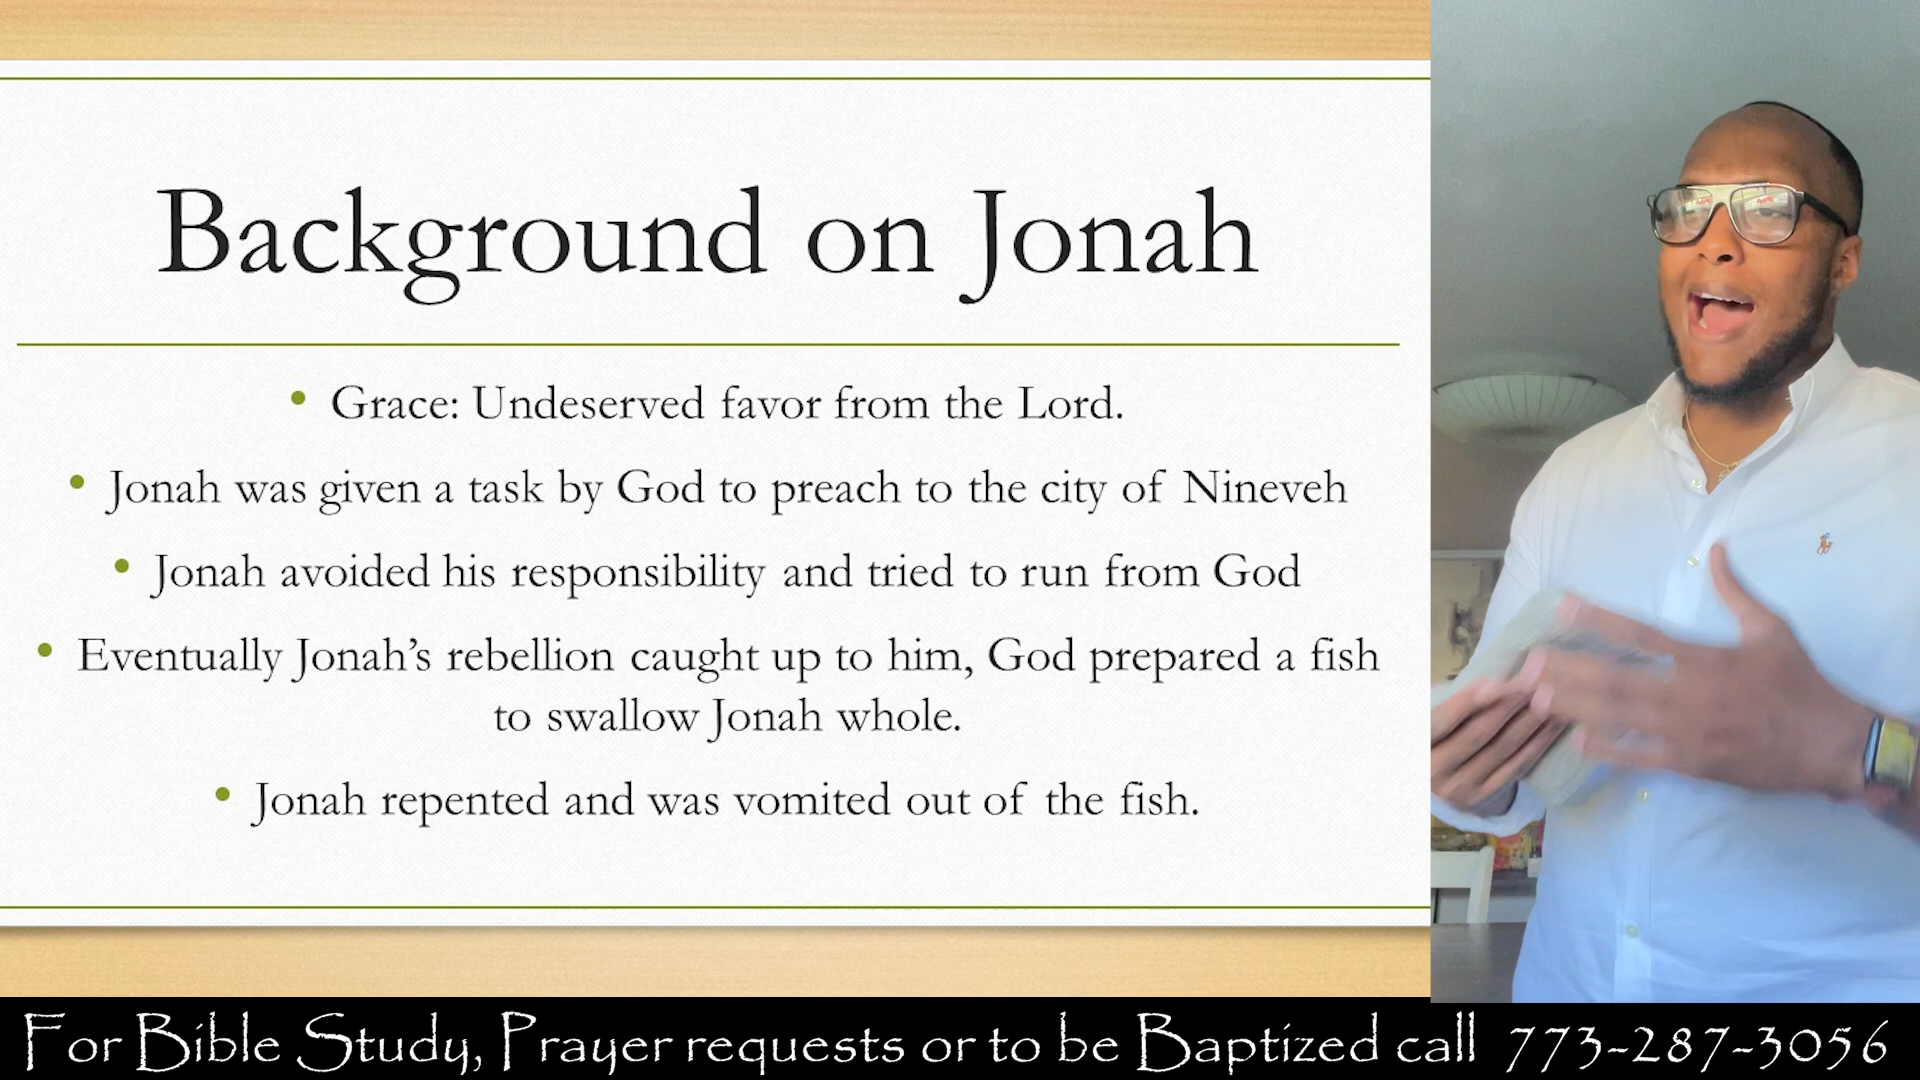 Background on Jonah
• Grace: Undeserved favor from the Lord.
• Jonah was given a task by God to preach to the city of Nineveh
• Jonah avoided his responsibility and tried to run from God
• Eventually Jonah’s rebellion caught up to him, God prepared a fish
to swallow Jonah whole.
• Jonah repented and was vomited out of the fish.
For Bible Study, Prayer requests or to be Baptized call 773-287-3056